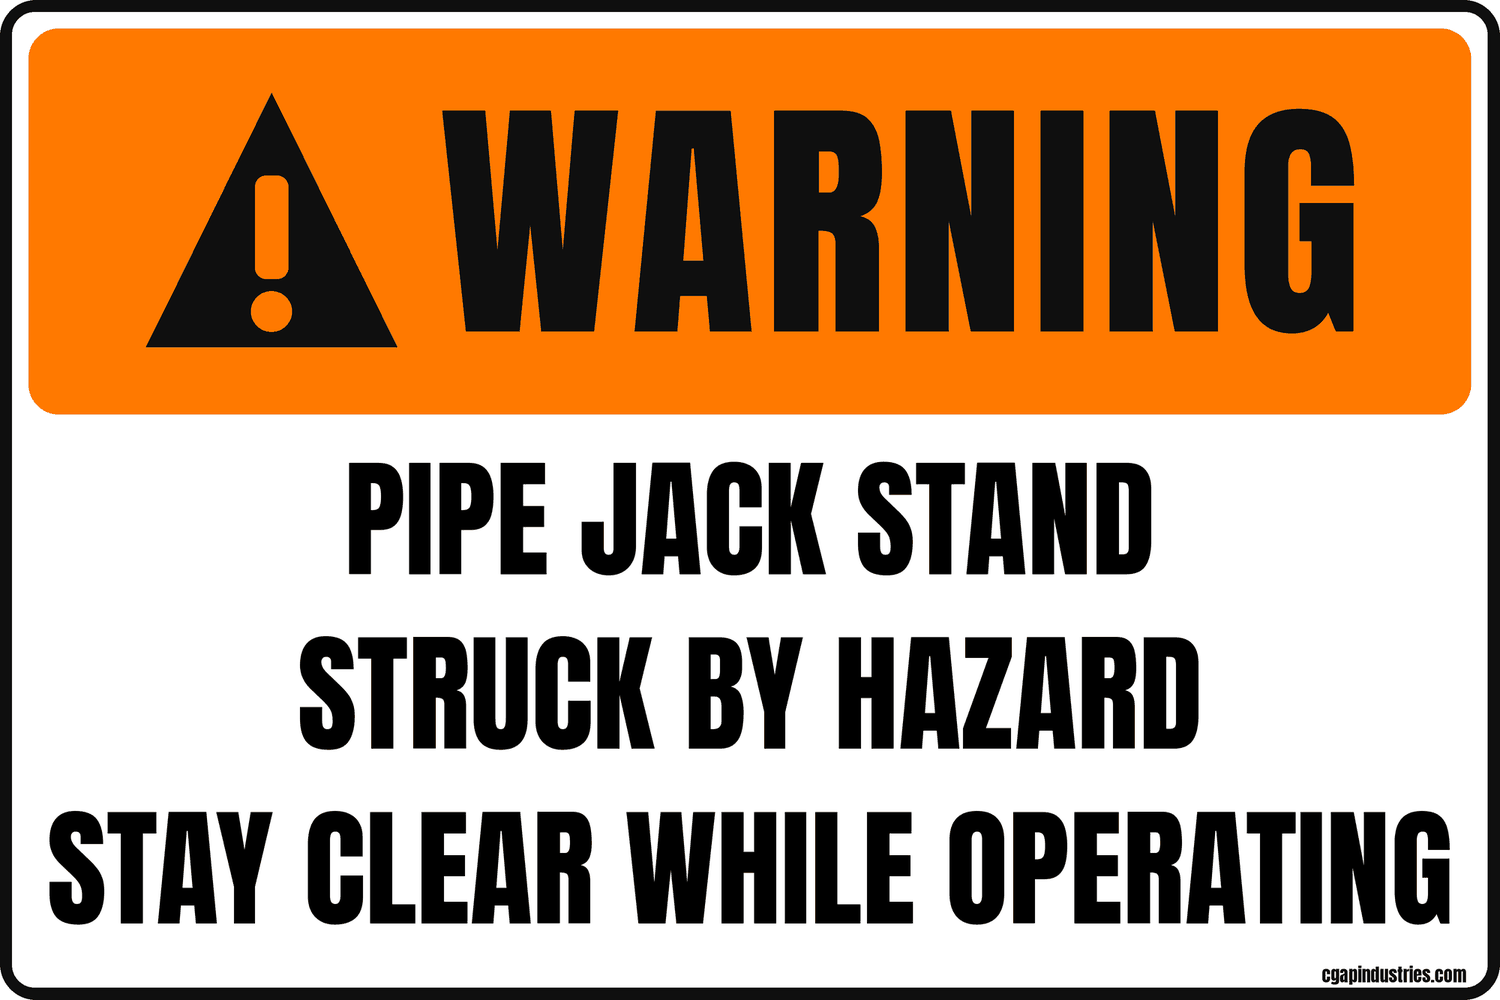 WARNING
PIPE JACK STAND
STRUCK BY HAZARD
STAY CLEAR WHILE OPERATING
cgapindustries.com